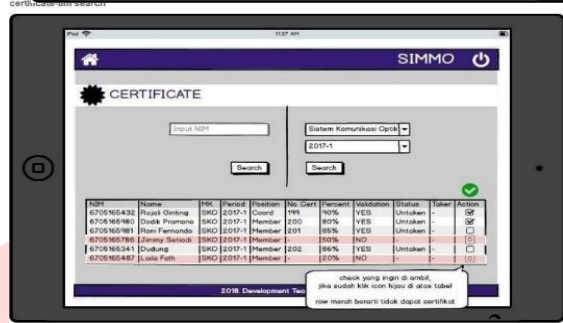 certificate-tim search
iPad 11:37 AM
SIMMO
CERTIFICATE
Input NIM
Sistem Komunikasi Optik
2017-1
Search Search
NIM Name MK Period Position No. Cert Percent Validation Status Taker Action
6705165432 Rajali Ginting SKO 2017-1 Coord 199 90% YES Untaken -
6705165980 Dodik Pramono SKO 2017-1 Member 200 80% YES Untaken -
6705165981 Roni Fernando SKO 2017-1 Member 201 85% YES Untaken -
6705165786 Jimmy Setiadi SKO 2017-1 Member - 50% NO - -
6705165341 Dudung SKO 2017-1 Member 202 86% YES Untaken -
6705165487 Laila Fath SKO 2017-1 Member - 20% NO - -
check yang ingin di ambil,
jika sudah klik icon hijau di atas tabel
row merah berarti tidak dapat sertifikat
2018. Development Tea